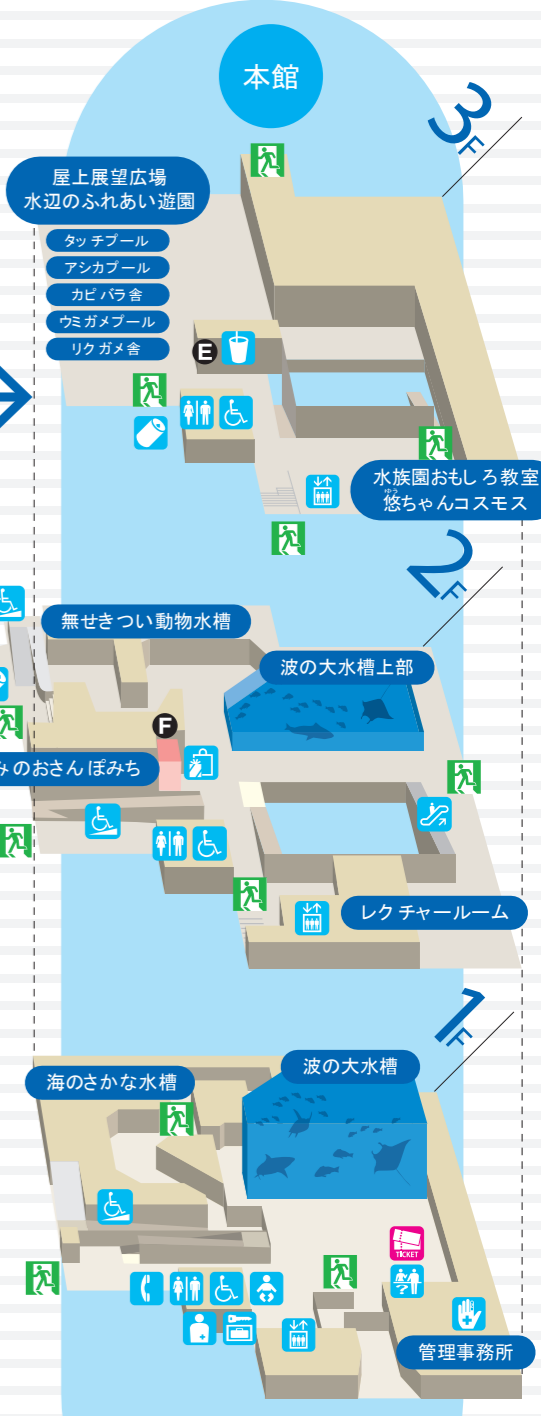 本館
3F
屋上展望広場
水辺のふれあい遊園
タッチプール
アシカプール
カピバラ舎
ウミガメプール
リクガメ舎
E
水族園おもしろ教室
ゆう
悠ちゃんコスモス
2F
無せきつい動物水槽
波の大水槽上部
F
みのおさんぽみち
レクチャールーム
1F
波の大水槽
海のさかな水槽
TICKET
管理事務所